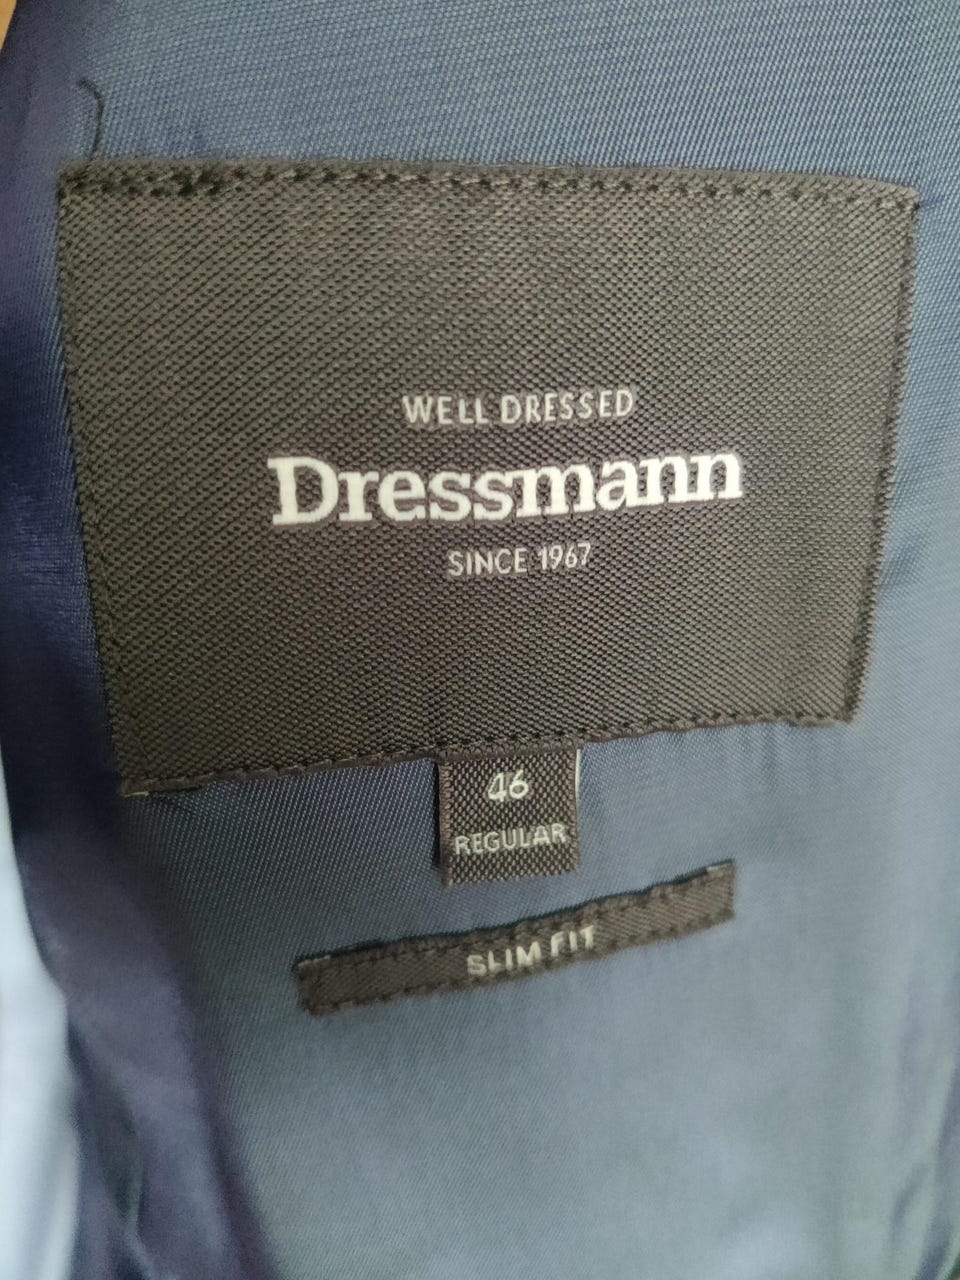 WELL DRESSED
Dressmann
SINCE 1967
46
REGULAR
SLIM FIT